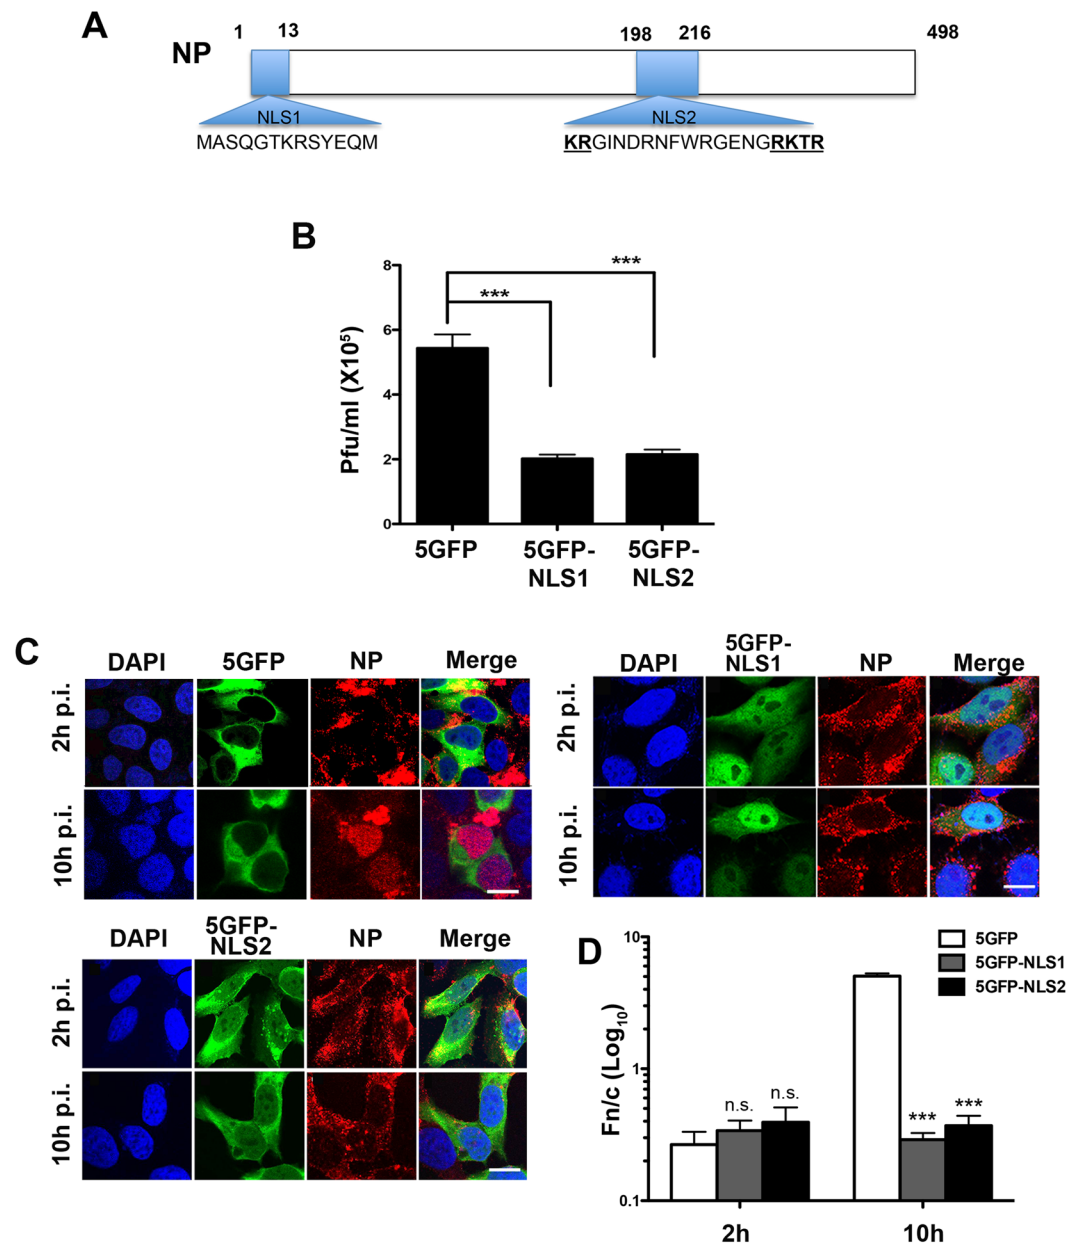 A
1 13 198 216 498
NP
NLS1 NLS2
MASQGTKRSYEQM KRGINDRNFWRGENGRKTR
B
***
***
8
6
4
2
0
Pfu/ml (X10⁵)
5GFP 5GFP-NLS1 5GFP-NLS2
C
DAPI 5GFP NP Merge
2h p.i.
10h p.i.
DAPI 5GFP-NLS1 NP Merge
2h p.i.
10h p.i.
DAPI 5GFP-NLS2 NP Merge
2h p.i.
10h p.i.
D
10
1
0.1
Fn/c (Log₁₀)
5GFP
5GFP-NLS1
5GFP-NLS2
n.s. n.s.
*** ***
2h 10h